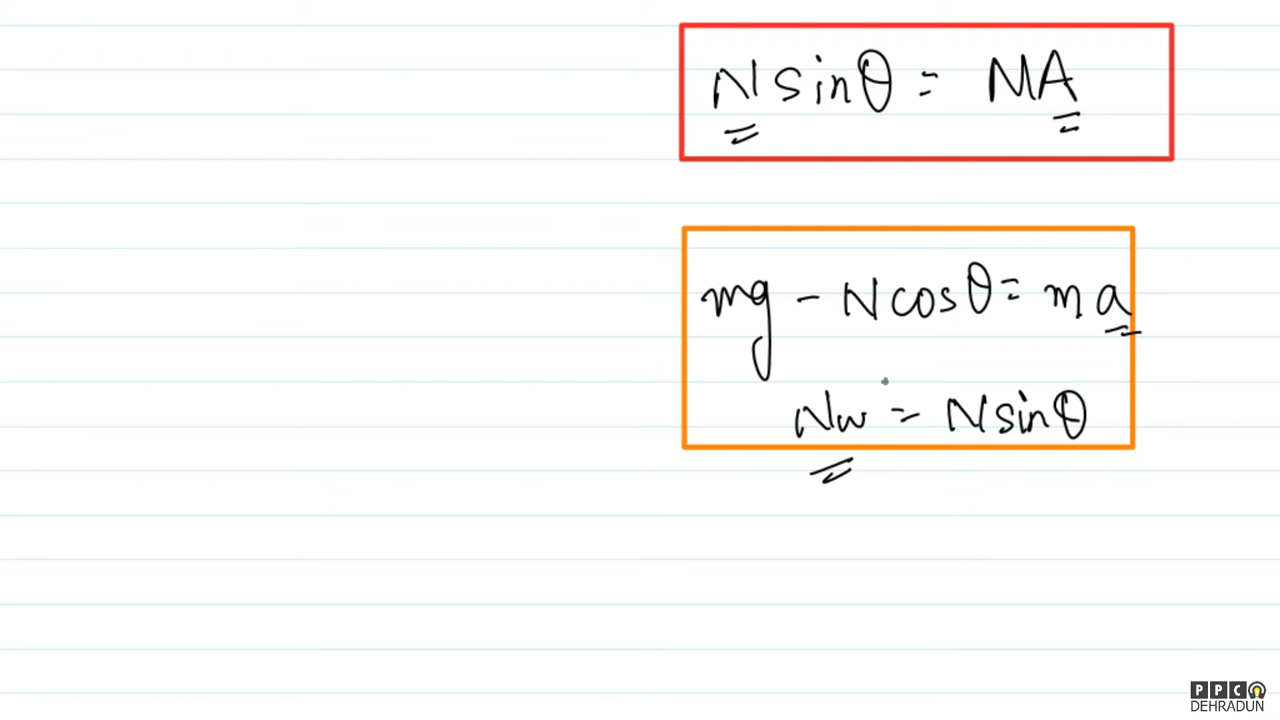 N sinθ = MA
mg - N cosθ = ma
Nw = N sinθ
PPC
DEHRADUN